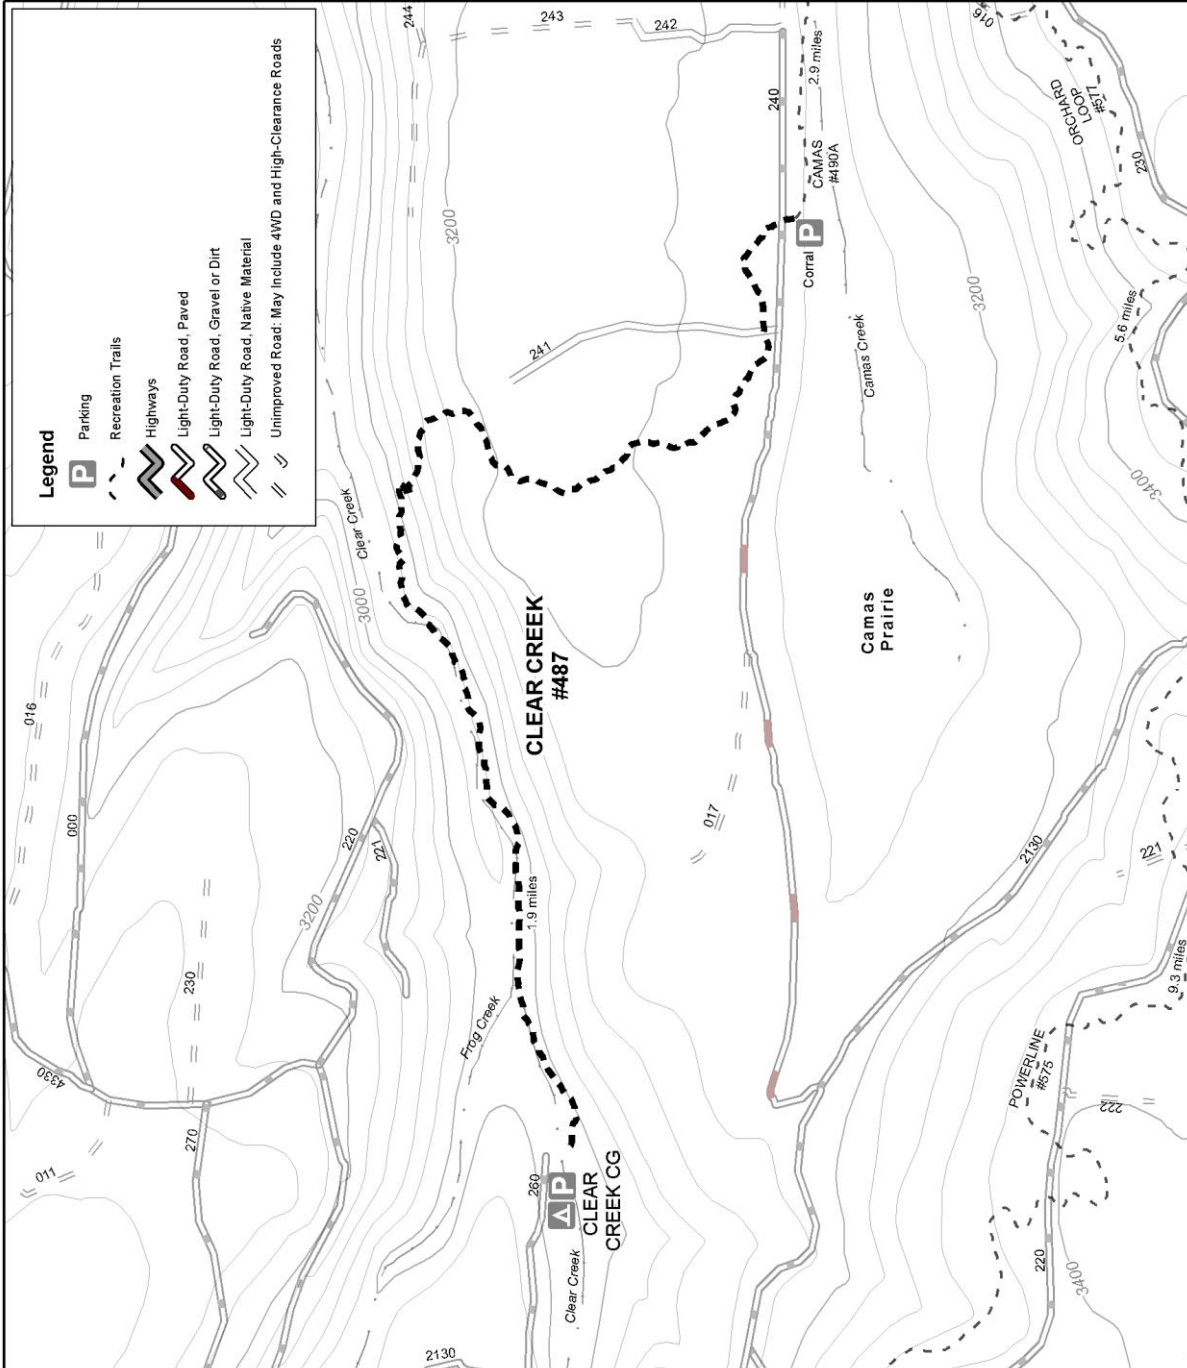 Legend
P
Parking
Recreation Trails
Highways
Light-Duty Road, Paved
Light-Duty Road, Gravel or Dirt
Light-Duty Road, Native Material
Unimproved Road: May Include 4WD and High-Clearance Roads
244
243
242
240
2.9 miles
CAMAS
#490A
Corral
P
016
ORCHARD
LOOP
#577
230
3200
241
Camas Creek
3200
5.6 miles
3400
Clear Creek
3000
CLEAR CREEK
#487
Camas
Prairie
016
000
220
221
3200
230
017
2130
221
1.9 miles
Frog Creek
9.3 miles
POWERLINE
#575
222
4330
270
011
260
P
CLEAR
CREEK CG
Clear Creek
2130
220
3400